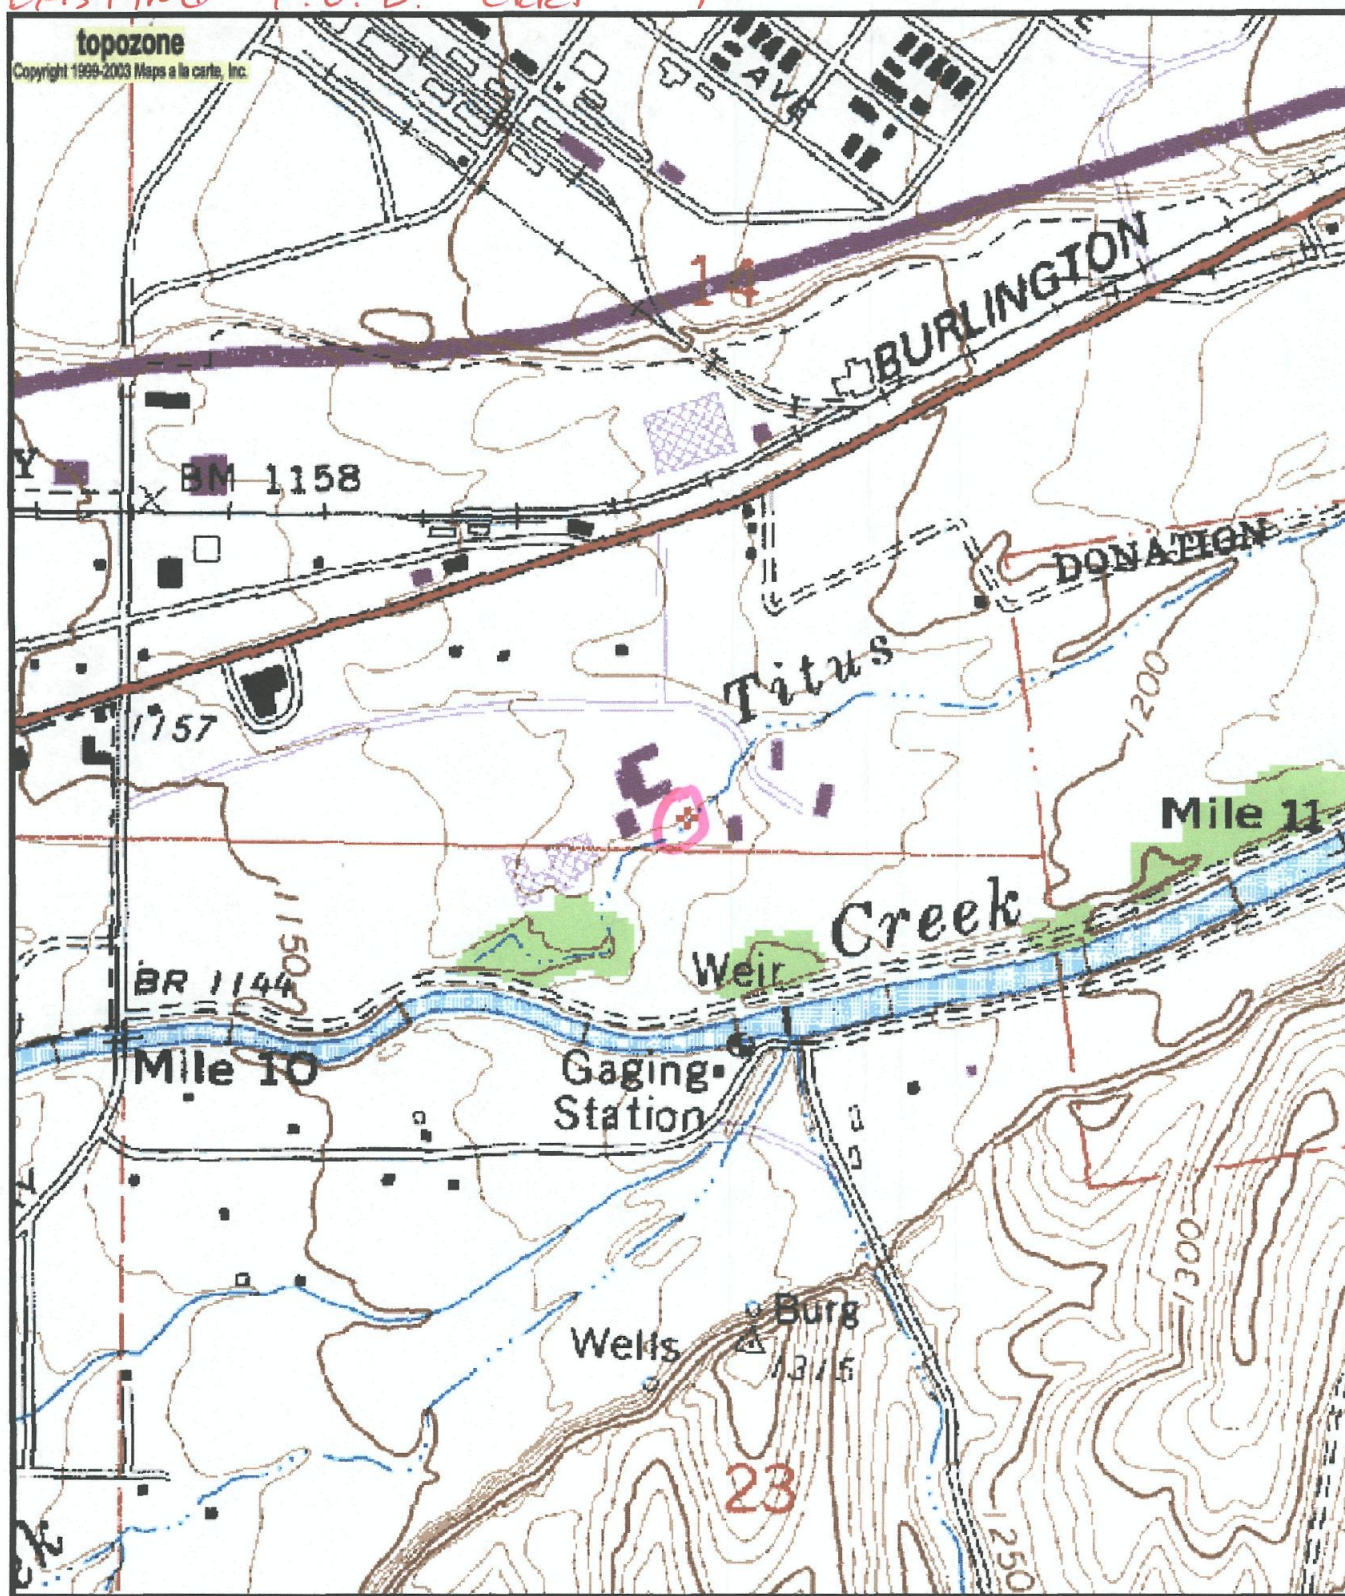 topozone
Copyright 1999-2003 Maps a la carte, Inc.
AVE
14
BURLINGTON
Y
BM 1158
DONATION
Titus
1200
1157
Mile 11
Creek
1150
Weir
BR 1144
Mile 10
Gaging
Station
1300
Burg
Wells
1315
23
1250